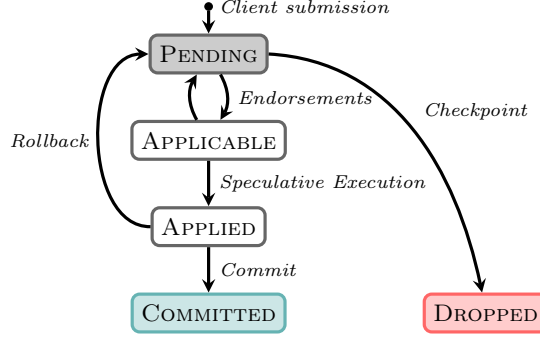 Client submission
PENDING
Endorsements
Checkpoint
APPLICABLE
Rollback
Speculative Execution
APPLIED
Commit
COMMITTED
DROPPED